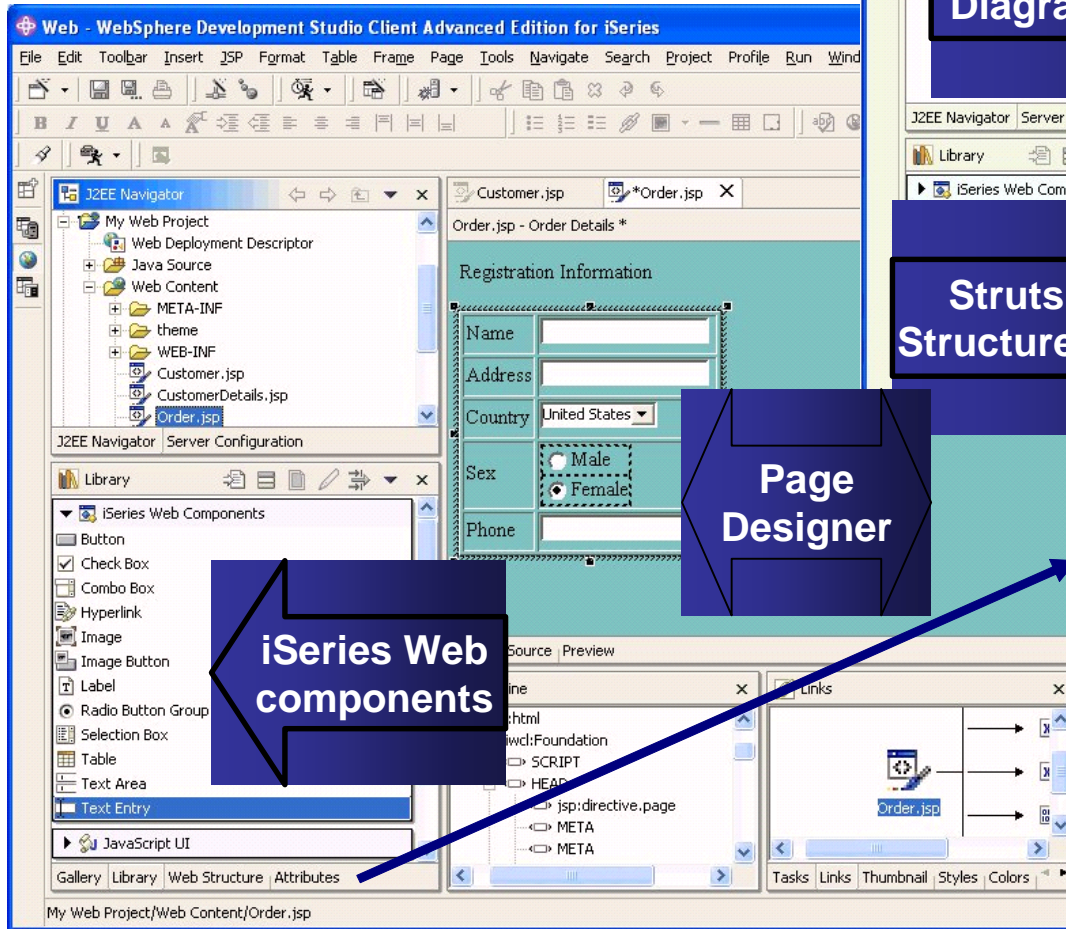 Web - WebSphere Development Studio Client Advanced Edition for iSeries
File Edit Toolbar Insert JSP Format Table Frame Page Tools Navigate Search Project Profile Run Wind
B I U A A
J2EE Navigator
My Web Project
Web Deployment Descriptor
Java Source
Web Content
META-INF
theme
WEB-INF
Customer.jsp
CustomerDetails.jsp
Order.jsp
J2EE Navigator Server Configuration
Library
iSeries Web Components
Button
Check Box
Combo Box
Hyperlink
Image
Image Button
Label
Radio Button Group
Selection Box
Table
Text Area
Text Entry
JavaScript UI
Gallery Library Web Structure Attributes
My Web Project/Web Content/Order.jsp
Customer.jsp *Order.jsp
Order.jsp - Order Details *
Registration Information
Name
Address
Country United States
Sex Male
Female
Phone
Source Preview
ine
:html
iwcl:Foundation
SCRIPT
HEAD
jsp:directive.page
META
META
Links
Order.jsp
Tasks Links Thumbnail Styles Colors
iSeries Web
components
Page
Designer
Diagra
J2EE Navigator Server
Library
iSeries Web Com
Struts
Structure